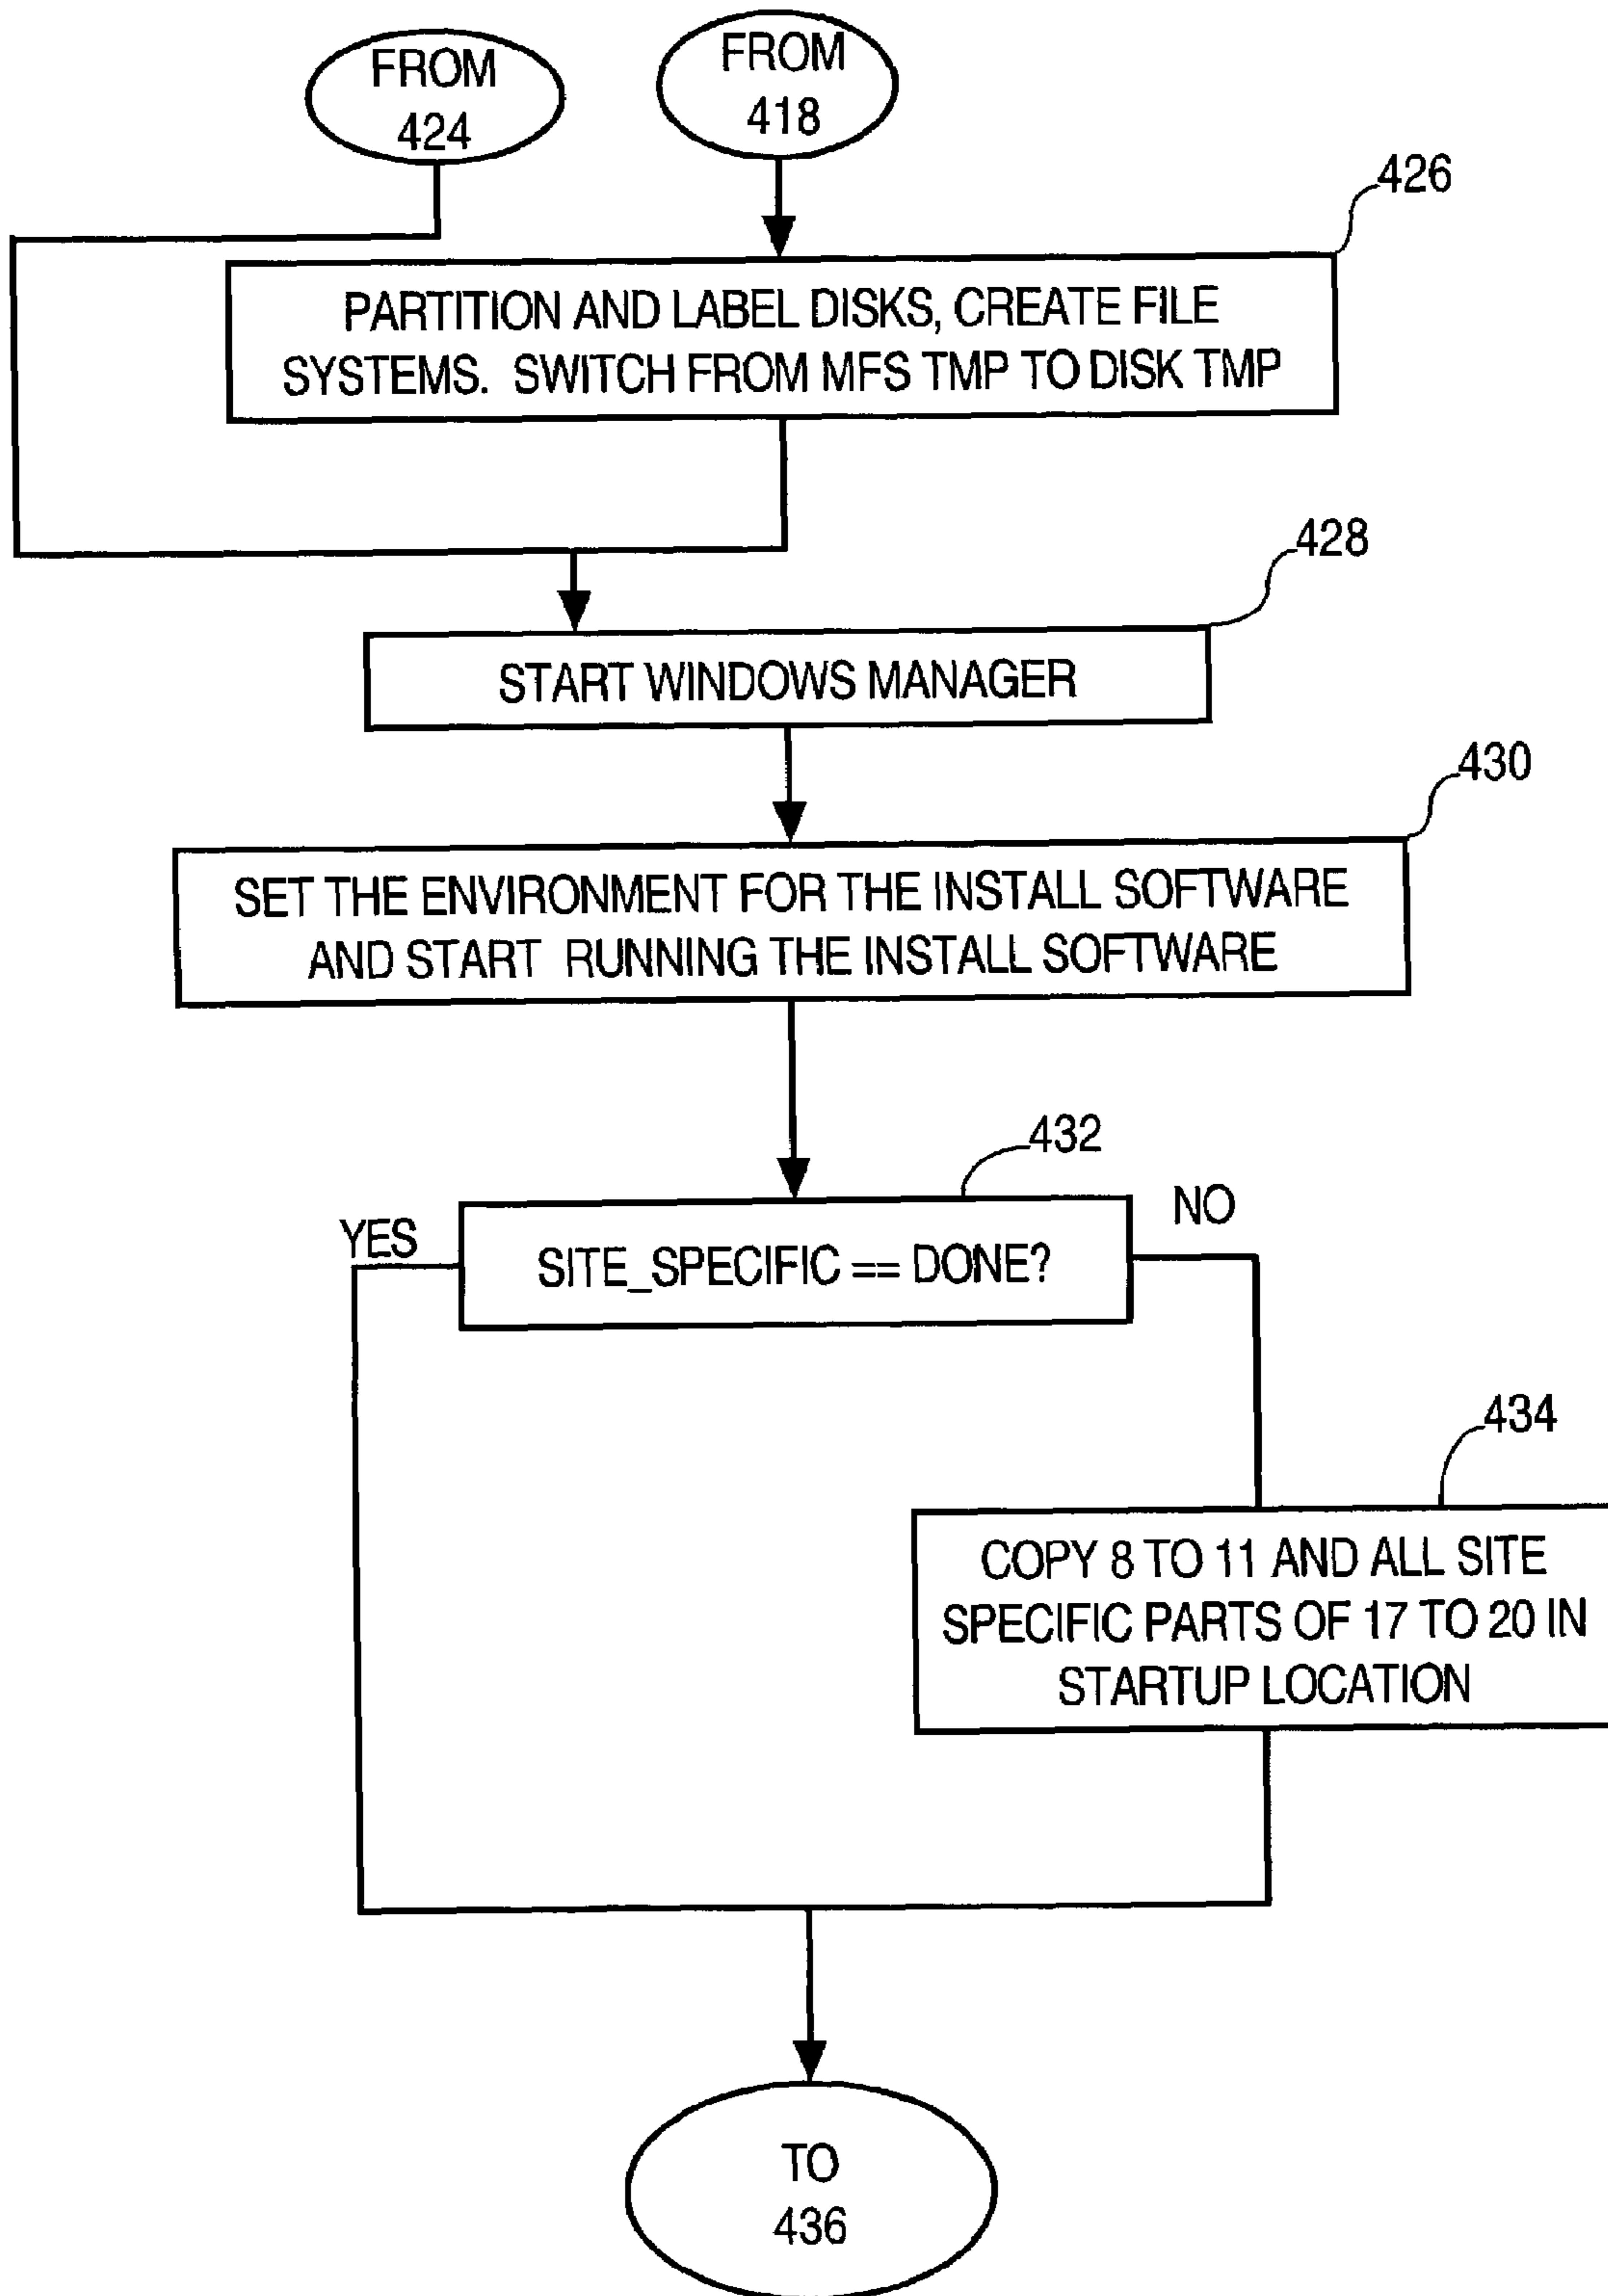 FROM
424
FROM
418
426
PARTITION AND LABEL DISKS, CREATE FILE
SYSTEMS. SWITCH FROM MFS TMP TO DISK TMP
428
START WINDOWS MANAGER
430
SET THE ENVIRONMENT FOR THE INSTALL SOFTWARE
AND START RUNNING THE INSTALL SOFTWARE
432
YES
NO
SITE_SPECIFIC == DONE?
434
COPY 8 TO 11 AND ALL SITE
SPECIFIC PARTS OF 17 TO 20 IN
STARTUP LOCATION
TO
436